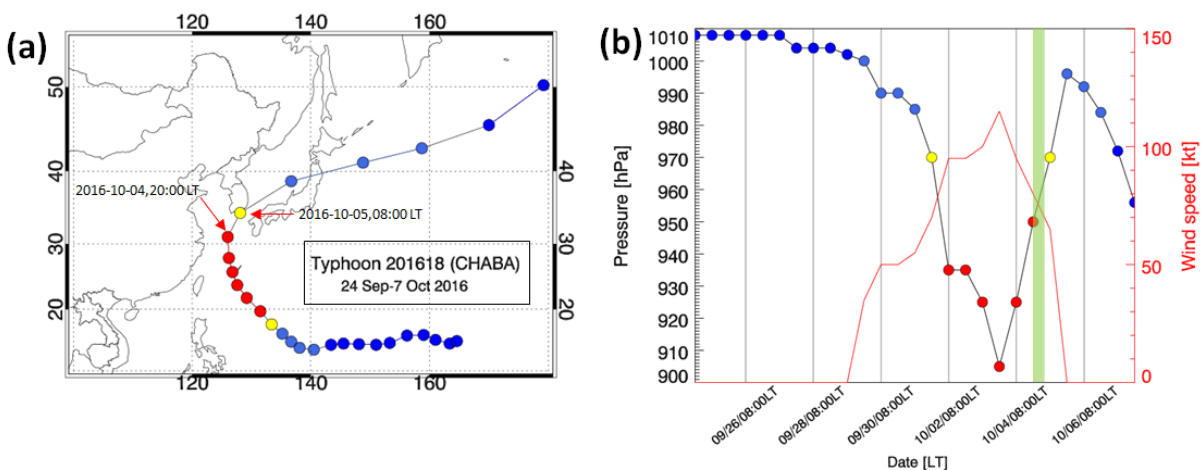 (a)
120 140 160
50
40
30
20
50
40
30
20
2016-10-04,20:00 LT
2016-10-05,08:00 LT
Typhoon 201618 (CHABA)
24 Sep-7 Oct 2016
120 140 160
(b)
Pressure [hPa]
1010
1000
990
980
970
960
950
940
930
920
910
900
150
100
50
0
Wind speed [kt]
09/26/08:00LT
09/28/08:00LT
09/30/08:00LT
10/02/08:00LT
10/04/08:00LT
10/06/08:00LT
Date [LT]